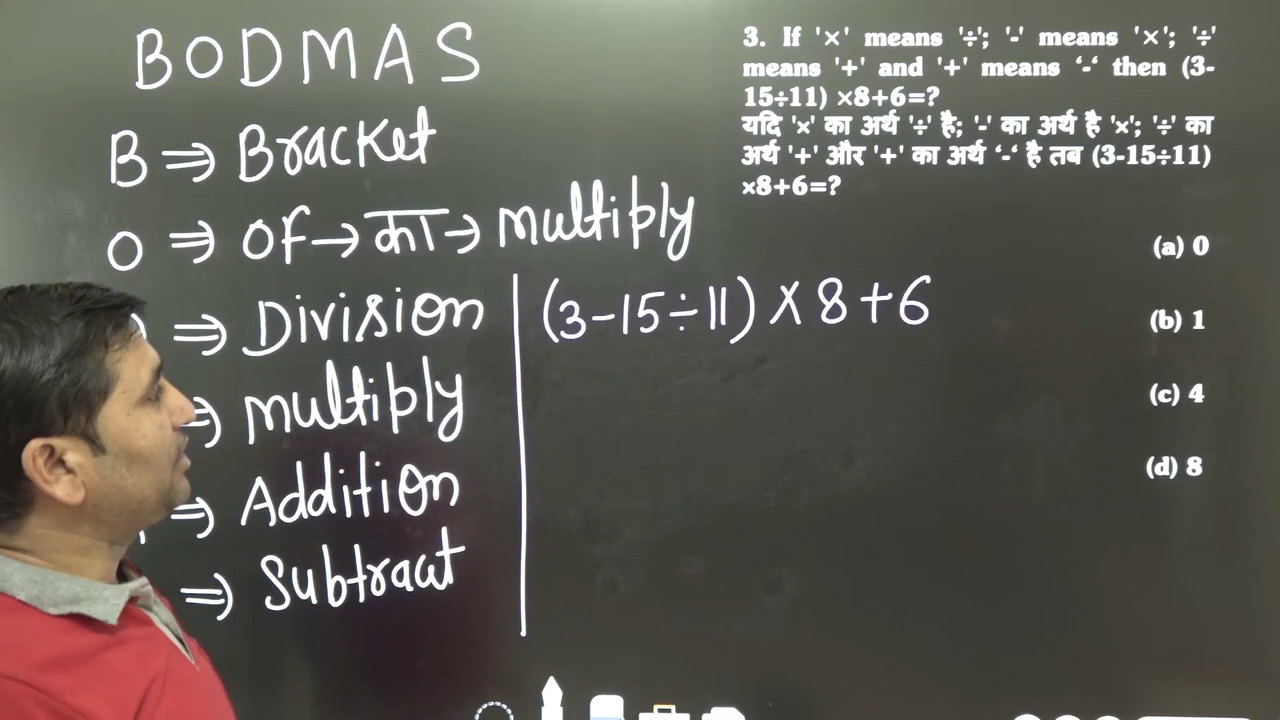 BODMAS
B ⇒ Bracket
O ⇒ Of → का → multiply
⇒ Division
⇒ multiply
⇒ Addition
⇒ Subtract
(3-15÷11) × 8+6
3. If '×' means '÷'; '-' means '×'; '÷'
means '+' and '+' means ‘-‘ then (3-
15÷11) ×8+6=?
यदि '×' का अर्थ '÷' है; '-' का अर्थ है '×'; '÷' का
अर्थ '+' और '+' का अर्थ ‘-‘ है तब (3-15÷11)
×8+6=?
(a) 0
(b) 1
(c) 4
(d) 8